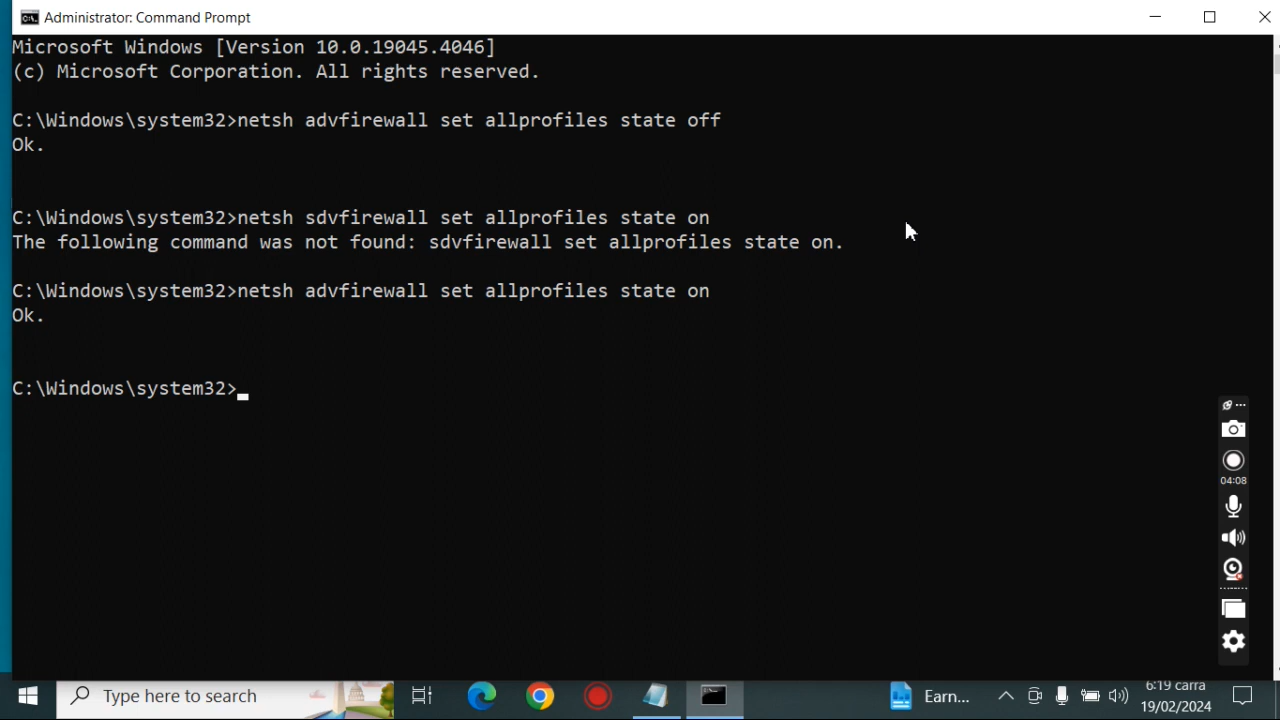 Administrator: Command Prompt
Microsoft Windows [Version 10.0.19045.4046]
(c) Microsoft Corporation. All rights reserved.
C:\Windows\system32>netsh advfirewall set allprofiles state off
Ok.
C:\Windows\system32>netsh sdvfirewall set allprofiles state on
The following command was not found: sdvfirewall set allprofiles state on.
C:\Windows\system32>netsh advfirewall set allprofiles state on
Ok.
C:\Windows\system32>
04:08
Type here to search
Earn...
6:19 carra
19/02/2024